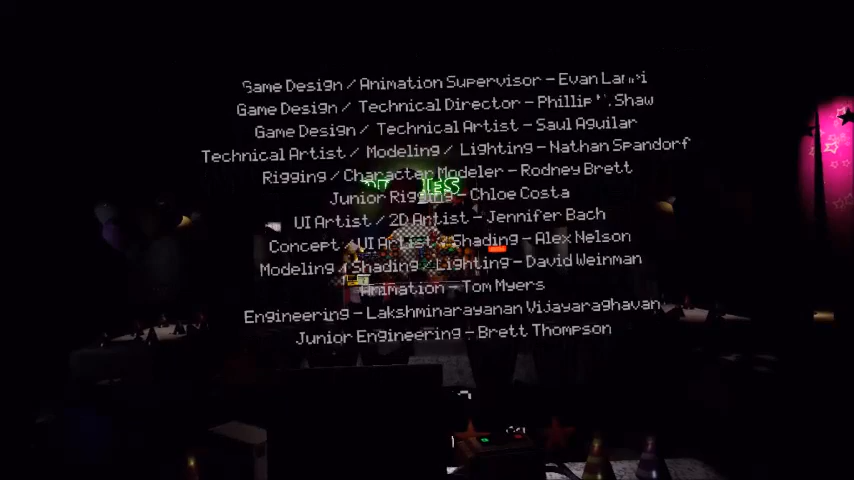 Game Design / Animation Supervisor - Evan
Game Design / Technical Director - Shaw
Game Design / Technical Artist - Saul Aguilar
Technical Artist / Modeling / Lighting - Nathan Spandorf
Rigging / Character Modeler - Rodney Brett
Junior Rigging - Chloe Costa
UI Artist / 2D Artist - Jennifer Bach
Concept / UI Artist / Shading - Alex Nelson
Modeling / Shading / Lighting - David Weinman
Animation - Tom Myers
Engineering - Lakshminarayanan Vijayaraghavan
Junior Engineering - Brett Thompson